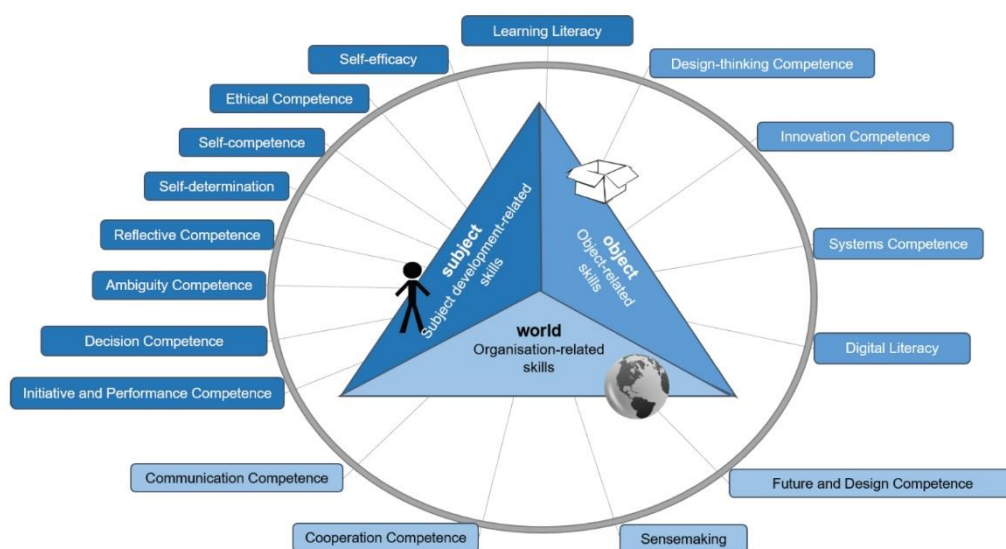 Learning Literacy
Self-efficacy
Design-thinking Competence
Ethical Competence
Innovation Competence
Self-competence
Self-determination
Reflective Competence
Systems Competence
Ambiguity Competence
Decision Competence
Digital Literacy
Initiative and Performance Competence
subject
Subject development-related
skills
object
Object-related
skills
world
Organisation-related
skills
Communication Competence
Future and Design Competence
Cooperation Competence
Sensemaking